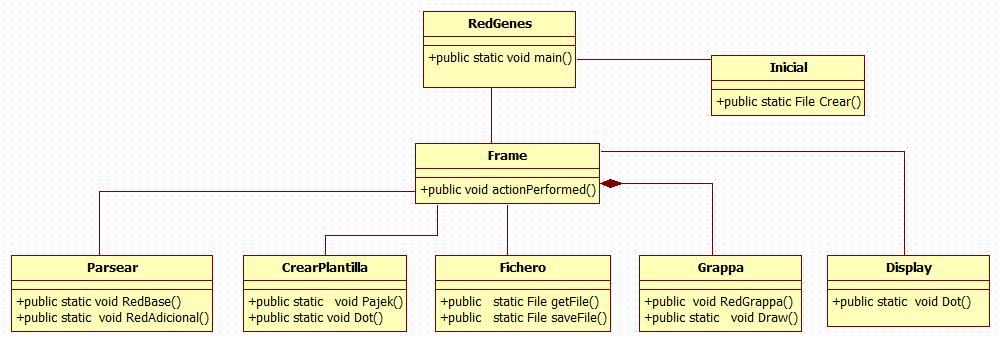 RedGenes
+public static void main()
Inicial
+public static File Crear()
Frame
+public void actionPerformed()
Parsear
+public static void RedBase()
+public static void RedAdicional()
CrearPlantilla
+public static void Pajek()
+public static void Dot()
Fichero
+public static File getFile()
+public static File saveFile()
Grappa
+public void RedGrappa()
+public static void Draw()
Display
+public static void Dot()